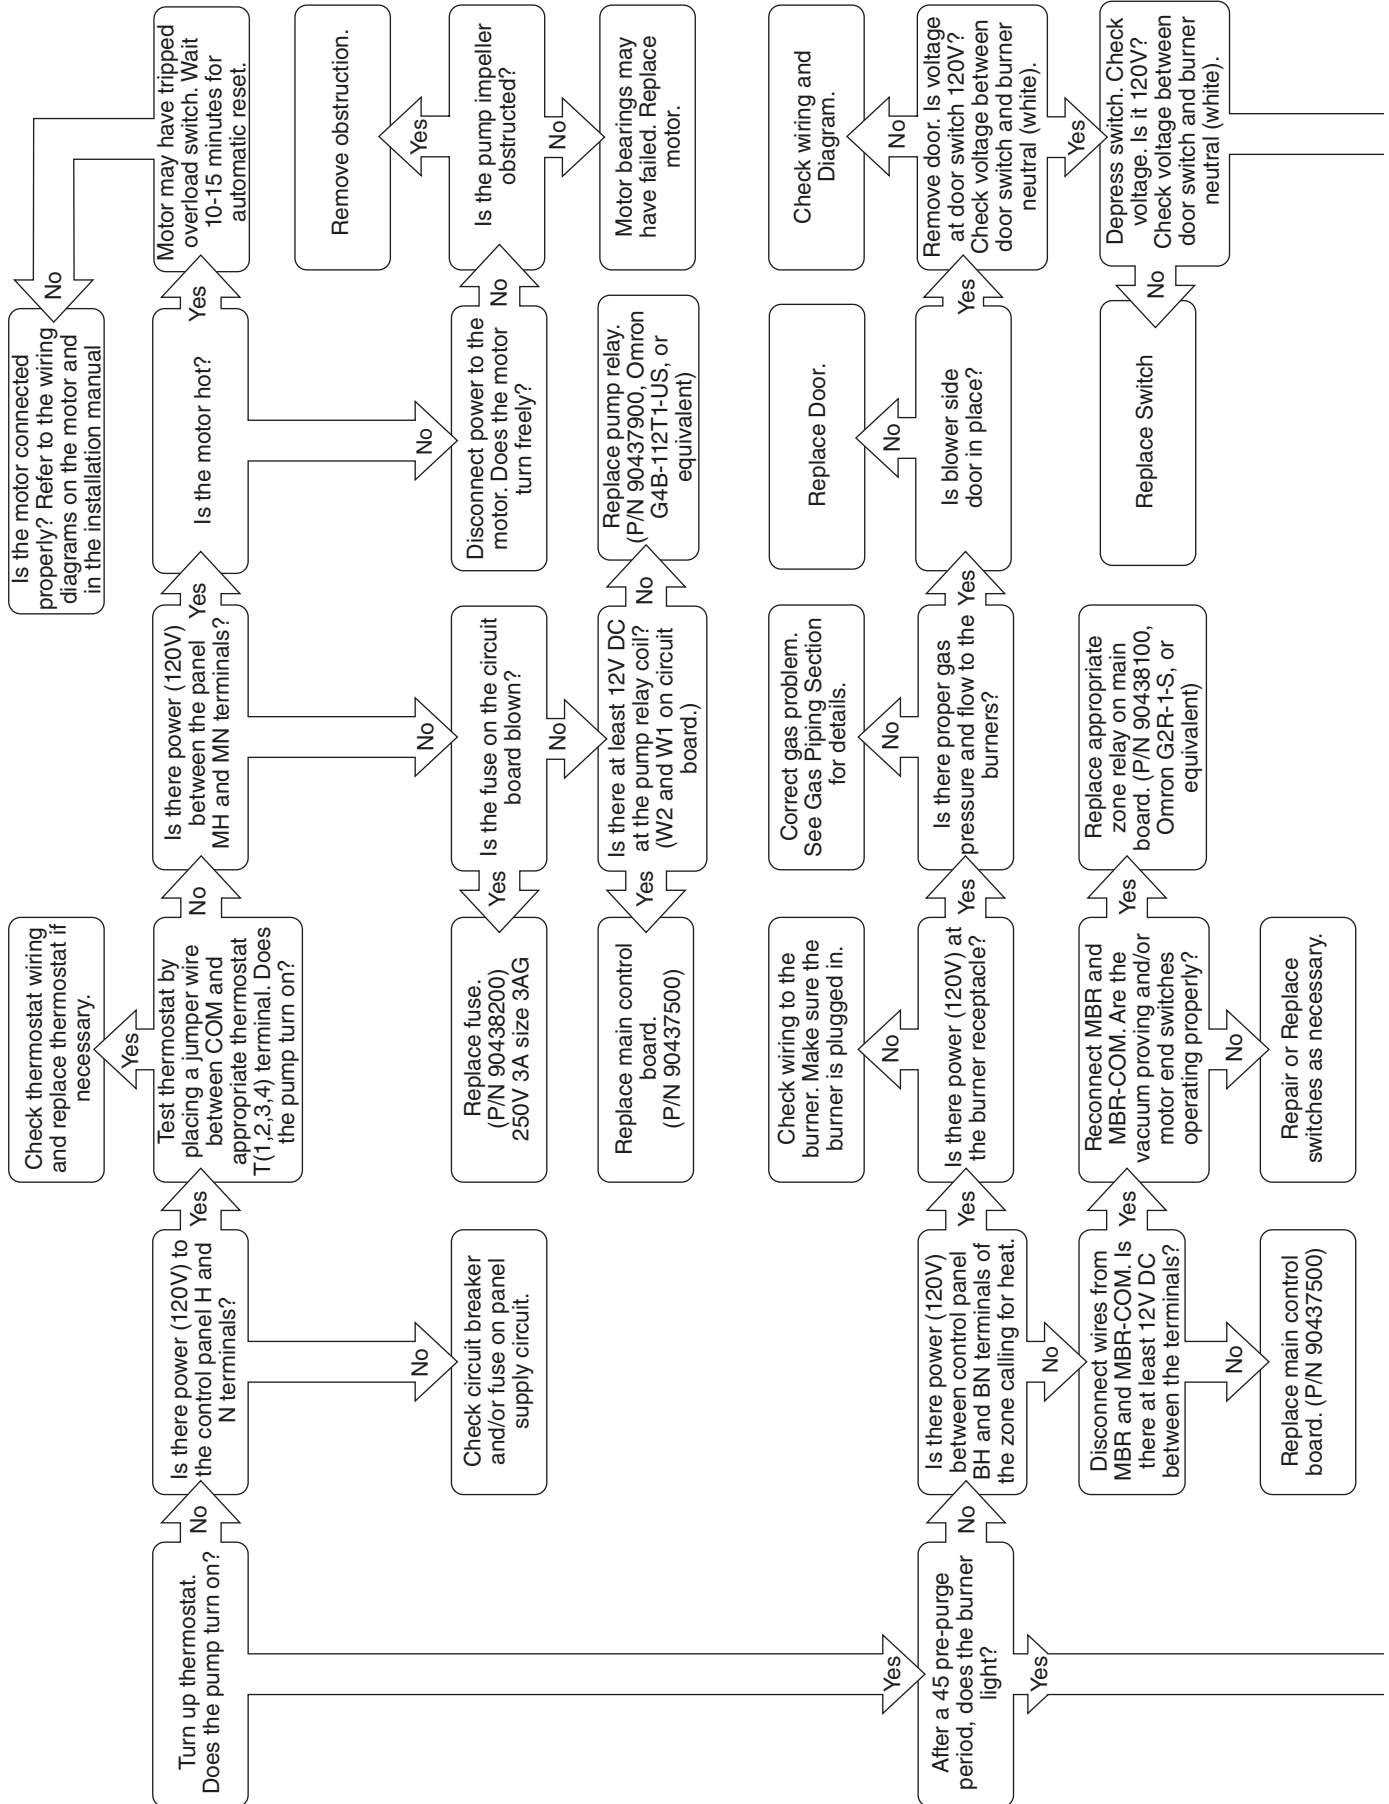 Turn up thermostat.
Does the pump turn on?
No
Yes
Is there power (120V) to
the control panel H and
N terminals?
Yes
No
Check circuit breaker
and/or fuse on panel
supply circuit.
Check thermostat wiring
and replace thermostat if
necessary.
Yes
Test thermostat by
placing a jumper wire
between COM and
appropriate thermostat
T(1,2,3,4) terminal. Does
the pump turn on?
No
Is there power (120V)
between the panel
MH and MN terminals?
Yes
No
Is the fuse on the circuit
board blown?
Yes
Replace fuse.
(P/N 90438200)
250V 3A size 3AG
No
Is there at least 12V DC
at the pump relay coil?
(W2 and W1 on circuit
board.)
Yes
Replace main control
board.
(P/N 90437500)
No
Replace pump relay.
(P/N 90437900, Omron
G4B-112T1-US, or
equivalent)
Is the motor hot?
Yes
Motor may have tripped
overload switch. Wait
10-15 minutes for
automatic reset.
No
Is the motor connected
properly? Refer to the wiring
diagrams on the motor and
in the installation manual
No
Disconnect power to the
motor. Does the motor
turn freely?
No
Is the pump impeller
obstructed?
Yes
Remove obstruction.
No
Motor bearings may
have failed. Replace
motor.
After a 45 pre-purge
period, does the burner
light?
Yes
No
Is there power (120V)
between control panel
BH and BN terminals of
the zone calling for heat.
Yes
No
Disconnect wires from
MBR and MBR-COM. Is
there at least 12V DC
between the terminals?
No
Replace main control
board. (P/N 90437500)
Yes
Reconnect MBR and
MBR-COM. Are the
vacuum proving and/or
motor end switches
operating properly?
No
Repair or Replace
switches as necessary.
Yes
Replace appropriate
zone relay on main
board. (P/N 90438100,
Omron G2R-1-S, or
equivalent)
Is there power (120V) at
the burner receptacle?
No
Check wiring to the
burner. Make sure the
burner is plugged in.
Yes
Is there proper gas
pressure and flow to the
burners?
No
Correct gas problem.
See Gas Piping Section
for details.
Yes
Is blower side
door in place?
No
Replace Door.
Yes
Remove door. Is voltage
at door switch 120V?
Check voltage between
door switch and burner
neutral (white).
No
Check wiring and
Diagram.
Yes
Depress switch. Check
voltage. Is it 120V?
Check voltage between
door switch and burner
neutral (white).
No
Replace Switch